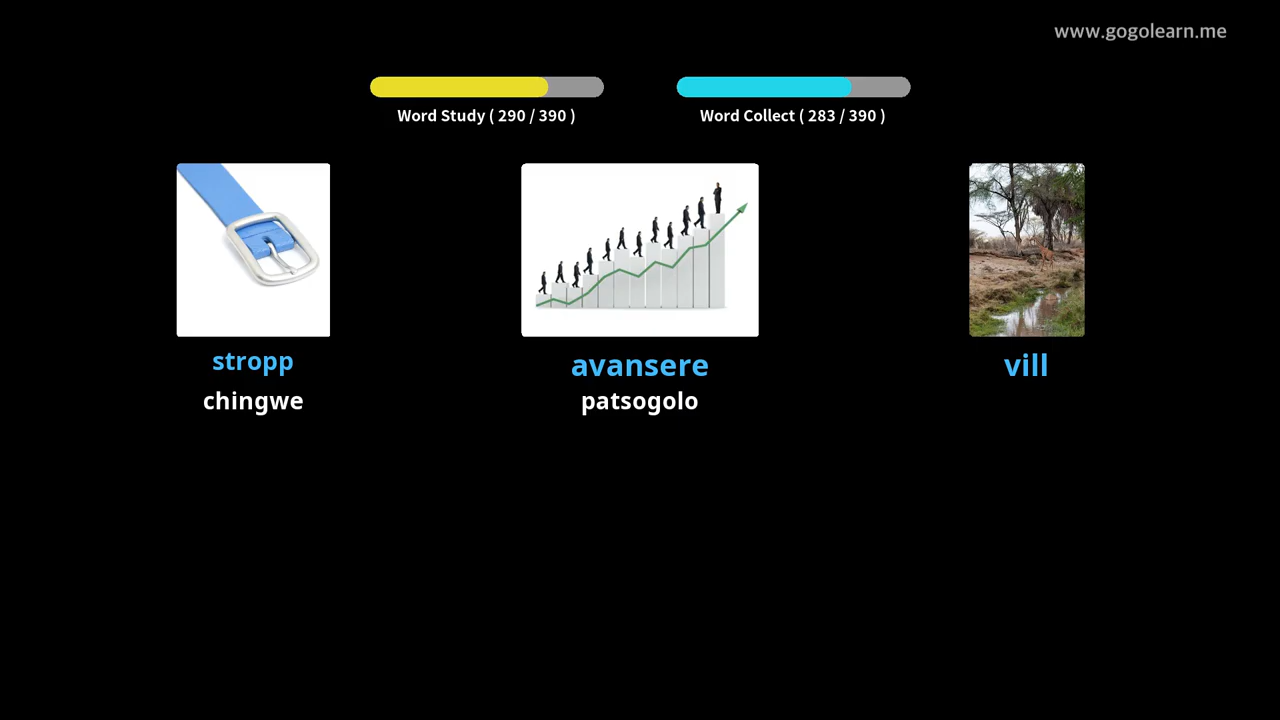 www.gogolearn.me
Word Study ( 290 / 390 )
Word Collect ( 283 / 390 )
stropp
chingwe
avansere
patsogolo
vill